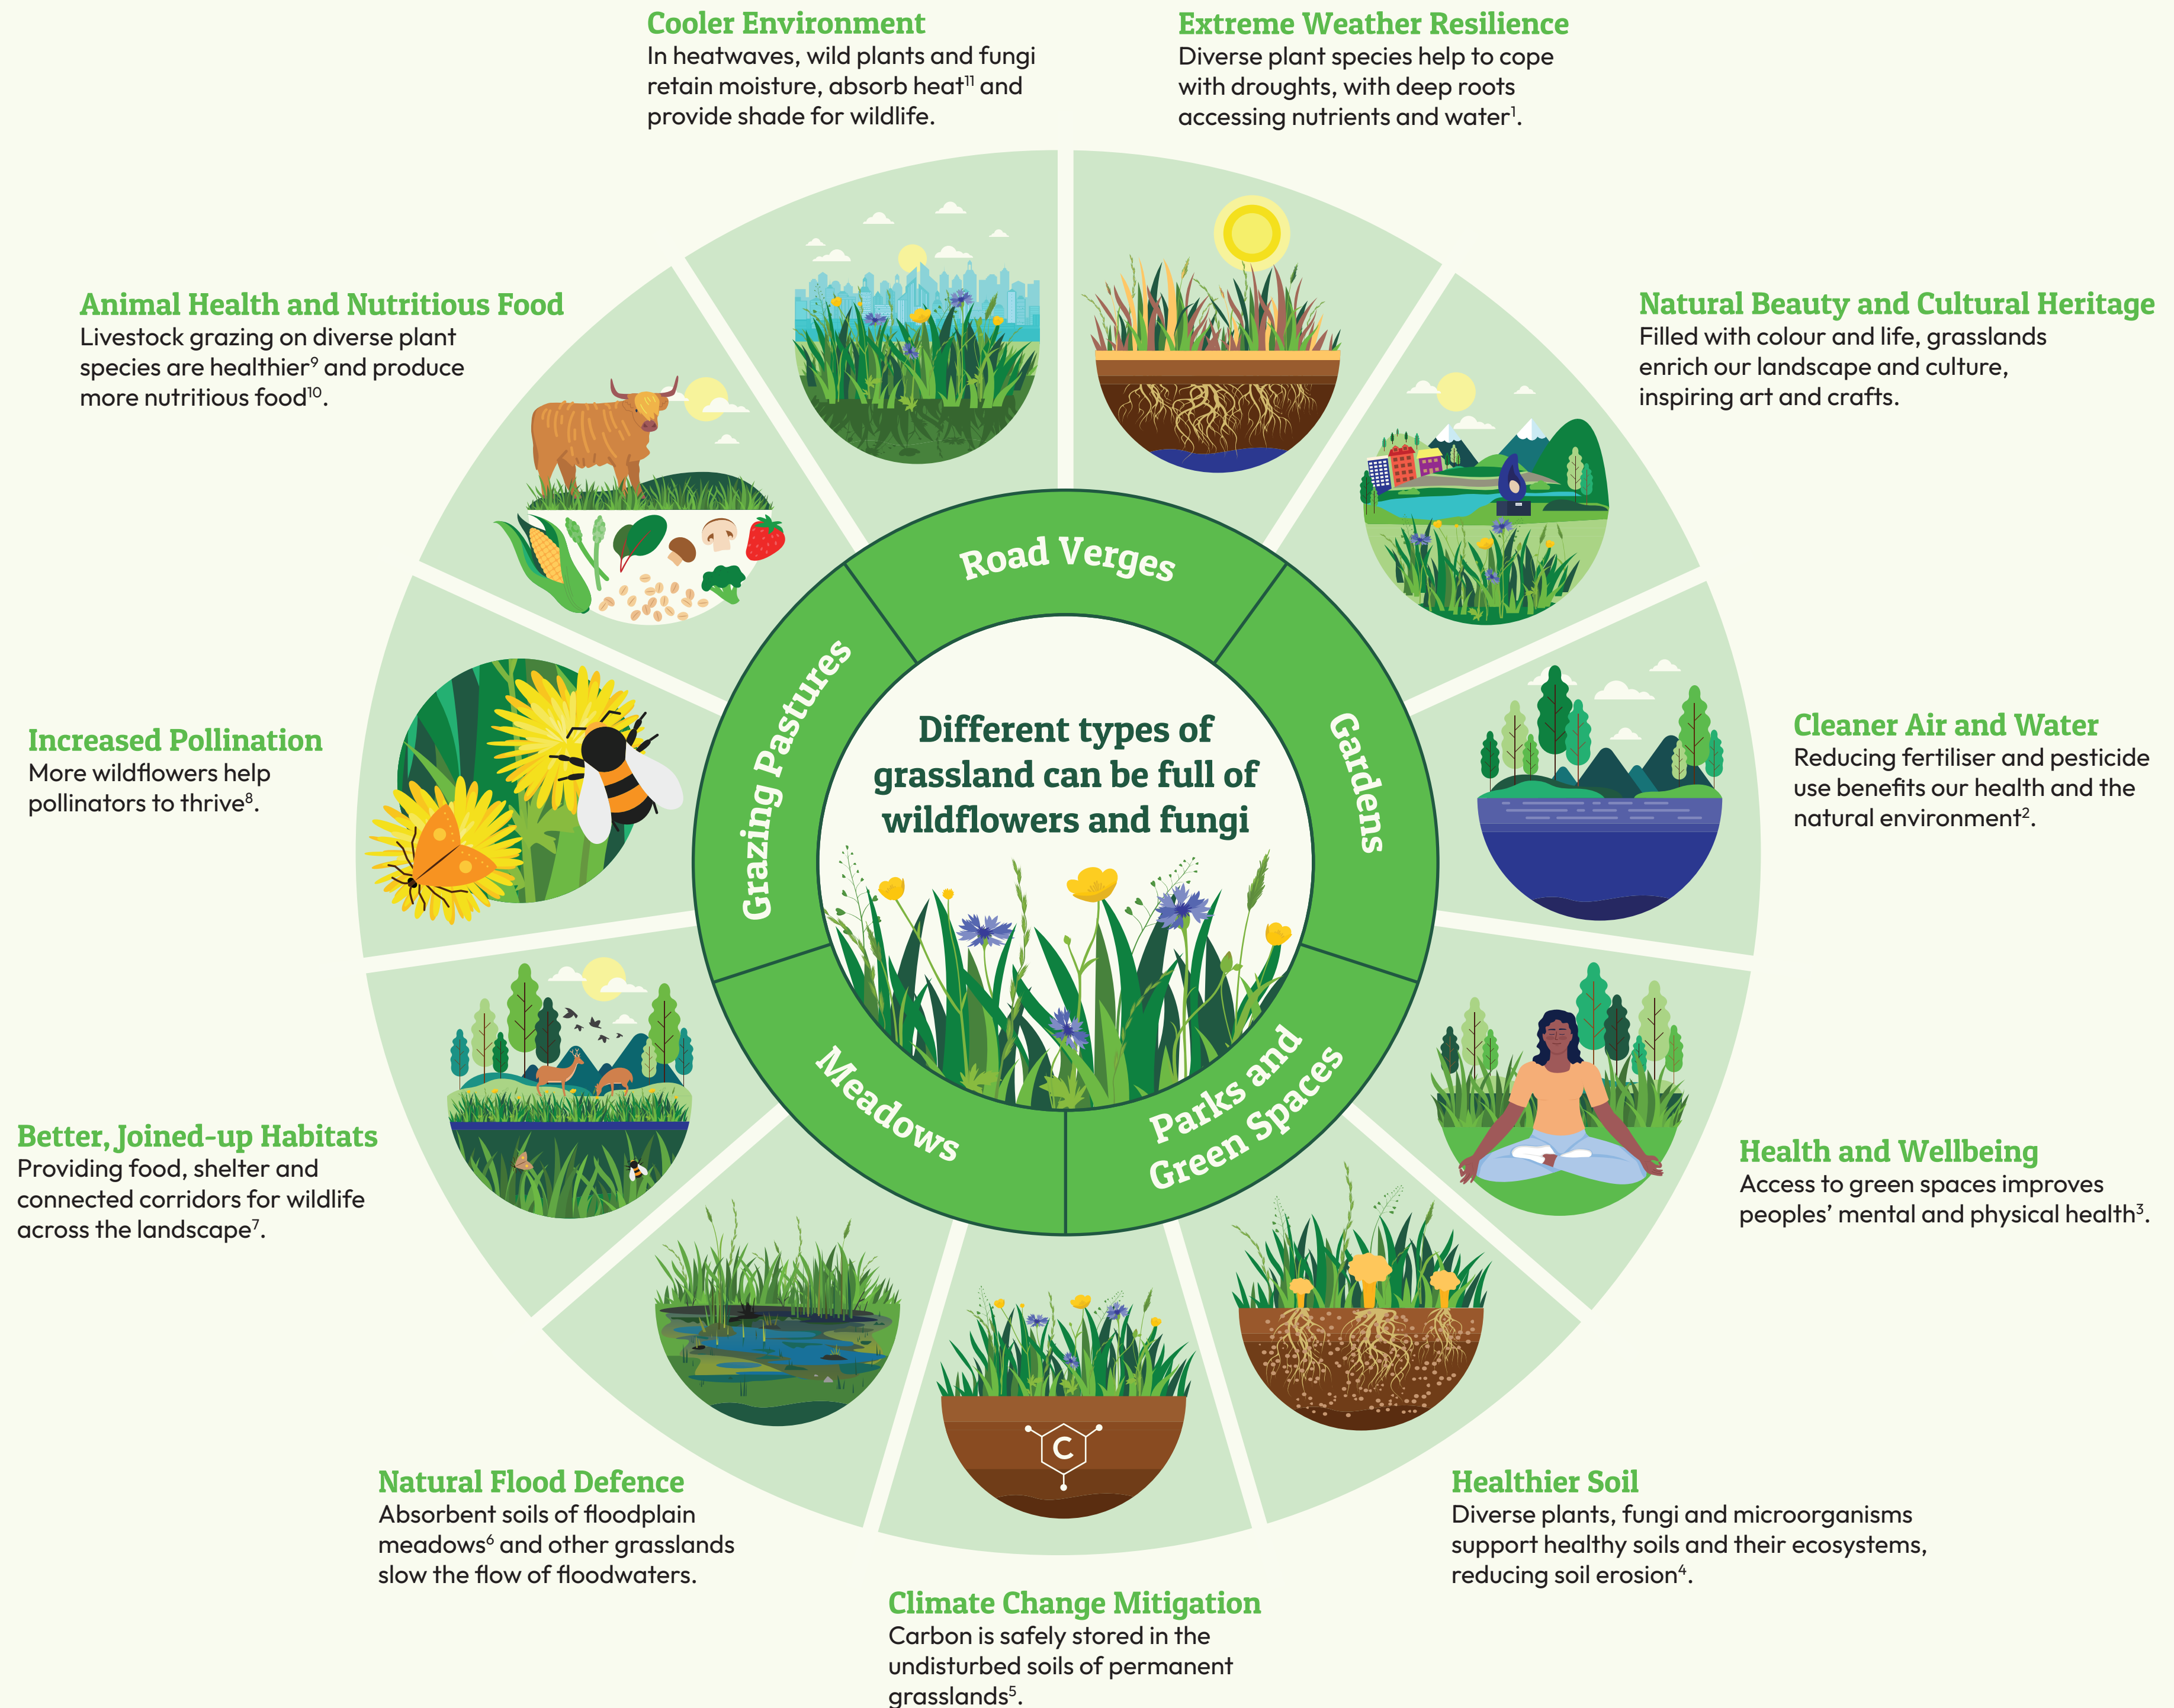 Cooler Environment
In heatwaves, wild plants and fungi
retain moisture, absorb heat¹¹ and
provide shade for wildlife.
Extreme Weather Resilience
Diverse plant species help to cope
with droughts, with deep roots
accessing nutrients and water¹.
Natural Beauty and Cultural Heritage
Filled with colour and life, grasslands
enrich our landscape and culture,
inspiring art and crafts.
Cleaner Air and Water
Reducing fertiliser and pesticide
use benefits our health and the
natural environment².
Health and Wellbeing
Access to green spaces improves
peoples’ mental and physical health³.
Healthier Soil
Diverse plants, fungi and microorganisms
support healthy soils and their ecosystems,
reducing soil erosion⁴.
Climate Change Mitigation
Carbon is safely stored in the
undisturbed soils of permanent
grasslands⁵.
Natural Flood Defence
Absorbent soils of floodplain
meadows⁶ and other grasslands
slow the flow of floodwaters.
Better, Joined-up Habitats
Providing food, shelter and
connected corridors for wildlife
across the landscape⁷.
Increased Pollination
More wildflowers help
pollinators to thrive⁸.
Animal Health and Nutritious Food
Livestock grazing on diverse plant
species are healthier⁹ and produce
more nutritious food¹⁰.
Road Verges
Gardens
Parks and
Green Spaces
Meadows
Grazing Pastures
Different types of
grassland can be full of
wildflowers and fungi
C